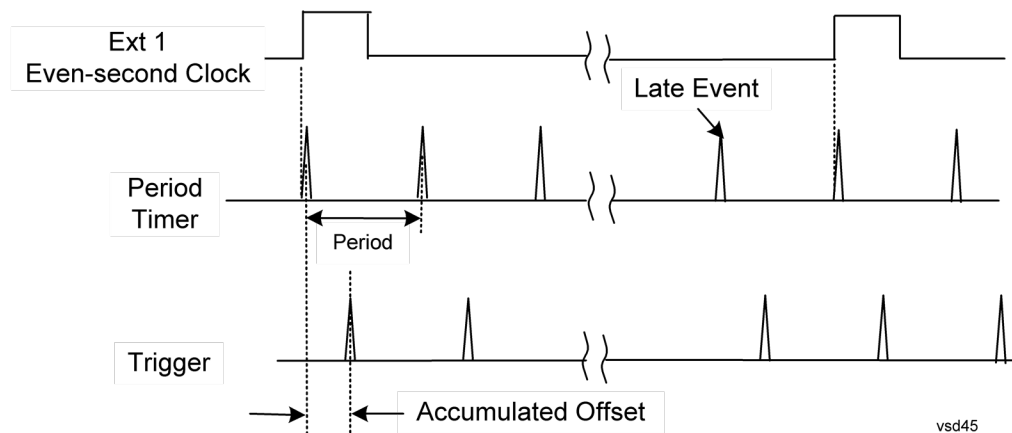 Ext 1
Even-second Clock
Late Event
Period
Timer
Period
Trigger
Accumulated Offset
vsd45